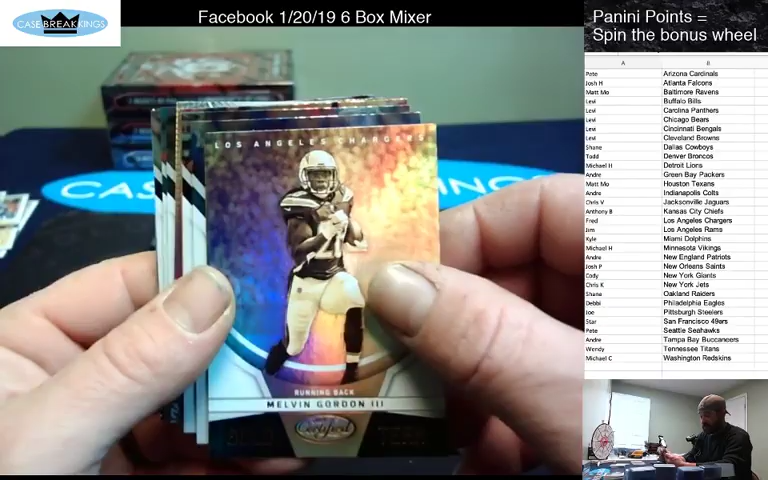 Facebook 1/20/19 6 Box Mixer
Panini Points =
Spin the bonus wheel
CASE BREAK KINGS
A B
Pete Arizona Cardinals
Josh H Atlanta Falcons
Matt Mo Baltimore Ravens
Levi Buffalo Bills
Levi Carolina Panthers
Levi Chicago Bears
Levi Cincinnati Bengals
Levi Cleveland Browns
Shane Dallas Cowboys
Todd Denver Broncos
Michael H Detroit Lions
Andre Green Bay Packers
Matt Mo Houston Texans
Andre Indianapolis Colts
Chris V Jacksonville Jaguars
Anthony B Kansas City Chiefs
Fred Los Angeles Chargers
Jim Los Angeles Rams
Kyle Miami Dolphins
Michael H Minnesota Vikings
Andre New England Patriots
Josh P New Orleans Saints
Cody New York Giants
Chris K New York Jets
Shane Oakland Raiders
Debbi Philadelphia Eagles
Joe Pittsburgh Steelers
Star San Francisco 49ers
Pete Seattle Seahawks
Andre Tampa Bay Buccaneers
Wendy Tennessee Titans
Michael C Washington Redskins
LOS ANGELES CHARGERS
RUNNING BACK
MELVIN GORDON III
Certified
CAS
KINGS